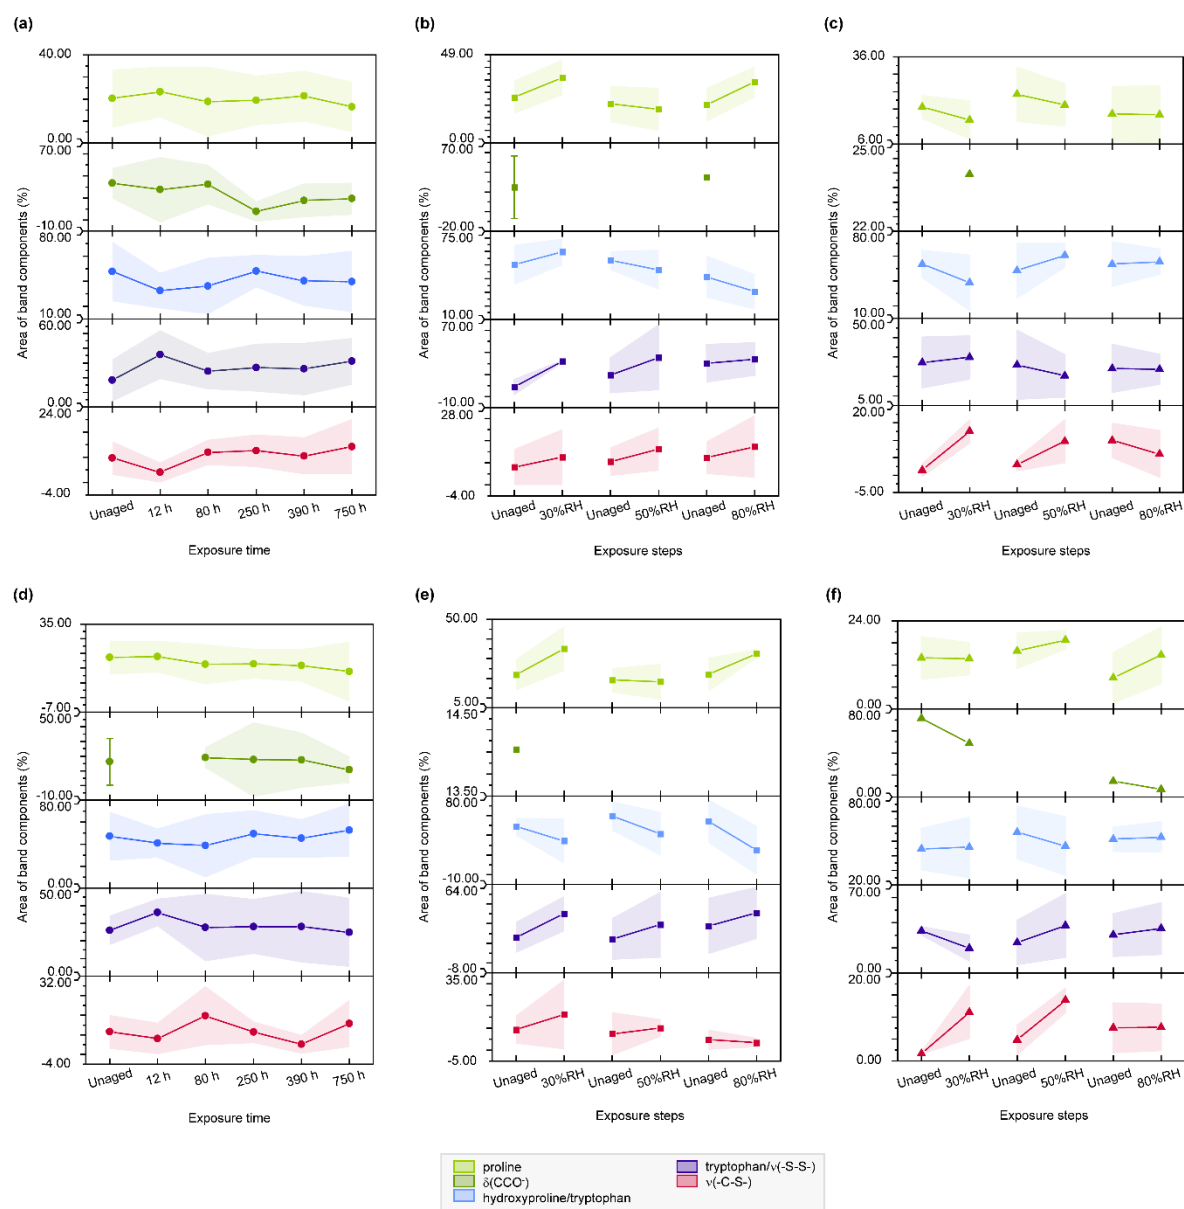 (a)
Area of band components (%)
40.00
0.00
70.00
-10.00
80.00
10.00
60.00
0.00
24.00
-4.00
Unaged 12 h 80 h 250 h 390 h 750 h
Exposure time
(b)
Area of band components (%)
49.00
0.00
70.00
-20.00
75.00
10.00
70.00
-10.00
28.00
-4.00
Unaged 30%RH Unaged 50%RH Unaged 80%RH
Exposure steps
(c)
Area of band components (%)
36.00
6.00
25.00
22.00
80.00
10.00
50.00
5.00
20.00
-5.00
Unaged 30%RH Unaged 50%RH Unaged 80%RH
Exposure steps
(d)
Area of band components (%)
35.00
-7.00
50.00
-10.00
80.00
0.00
50.00
0.00
32.00
-4.00
Unaged 12 h 80 h 250 h 390 h 750 h
Exposure time
(e)
Area of band components (%)
50.00
5.00
14.50
13.50
80.00
-10.00
64.00
-8.00
35.00
-5.00
Unaged 30%RH Unaged 50%RH Unaged 80%RH
Exposure steps
(f)
Area of band components (%)
24.00
0.00
80.00
0.00
80.00
20.00
70.00
0.00
20.00
0.00
Unaged 30%RH Unaged 50%RH Unaged 80%RH
Exposure steps
proline
δ(CCO⁻)
hydroxyproline/tryptophan
tryptophan/ν(-S-S-)
ν(-C-S-)